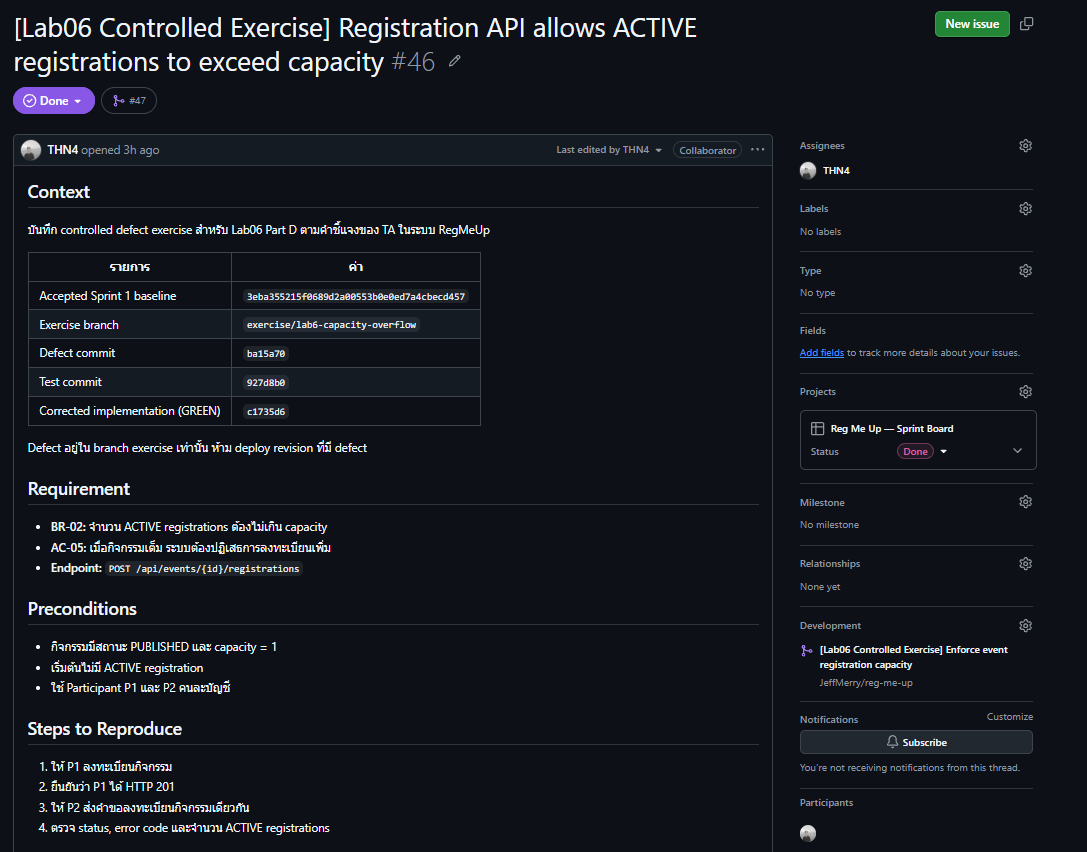 [Lab06 Controlled Exercise] Registration API allows ACTIVE
registrations to exceed capacity #46
New issue
Done
#47
THN4 opened 3h ago
Last edited by THN4
Collaborator
Context
บันทึก controlled defect exercise สำหรับ Lab06 Part D ตามคำชี้แจงของ TA ในระบบ RegMeUp
รายการ ค่า
Accepted Sprint 1 baseline 3eba355215f0689d2a00553b0e0ed7a4cbecd457
Exercise branch exercise/lab6-capacity-overflow
Defect commit ba15a70
Test commit 927d8b0
Corrected implementation (GREEN) c1735d6
Defect อยู่ใน branch exercise เท่านั้น ห้าม deploy revision ที่มี defect
Requirement
BR-02: จำนวน ACTIVE registrations ต้องไม่เกิน capacity
AC-05: เมื่อกิจกรรมเต็ม ระบบต้องปฏิเสธการลงทะเบียนเพิ่ม
Endpoint: POST /api/events/{id}/registrations
Preconditions
กิจกรรมมีสถานะ PUBLISHED และ capacity = 1
เริ่มต้นไม่มี ACTIVE registration
ใช้ Participant P1 และ P2 คนละบัญชี
Steps to Reproduce
1. ให้ P1 ลงทะเบียนกิจกรรม
2. ยืนยันว่า P1 ได้ HTTP 201
3. ให้ P2 ส่งคำขอลงทะเบียนกิจกรรมเดียวกัน
4. ตรวจ status, error code และจำนวน ACTIVE registrations
Assignees
THN4
Labels
No labels
Type
No type
Fields
Add fields to track more details about your issues.
Projects
Reg Me Up — Sprint Board
Status Done
Milestone
No milestone
Relationships
None yet
Development
[Lab06 Controlled Exercise] Enforce event
registration capacity
JeffMerry/reg-me-up
Notifications Customize
Subscribe
You're not receiving notifications from this thread.
Participants